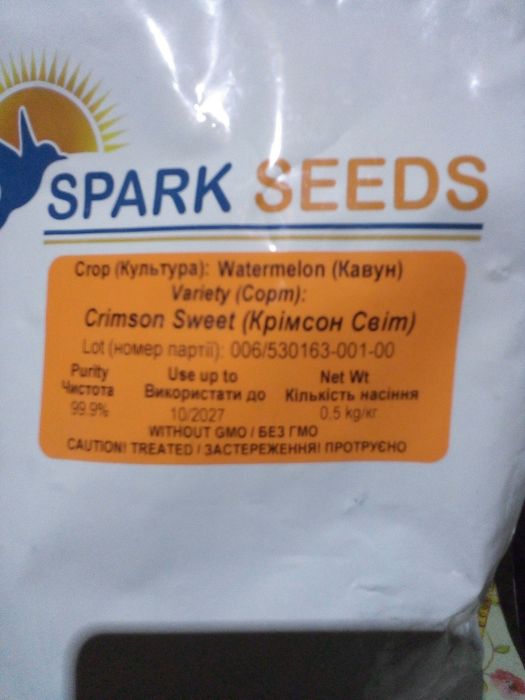 SPARK SEEDS
Crop (Культура): Watermelon (Кавун)
Variety (Сорт):
Crimson Sweet (Крімсон Світ)
Lot (номер партії): 006/530163-001-00
Purity Use up to Net Wt
Чистота Використати до Кількість насіння
99.9% 10/2027 0.5 kg/кг
WITHOUT GMO / БЕЗ ГМО
CAUTION! TREATED / ЗАСТЕРЕЖЕННЯ! ПРОТРУЄНО